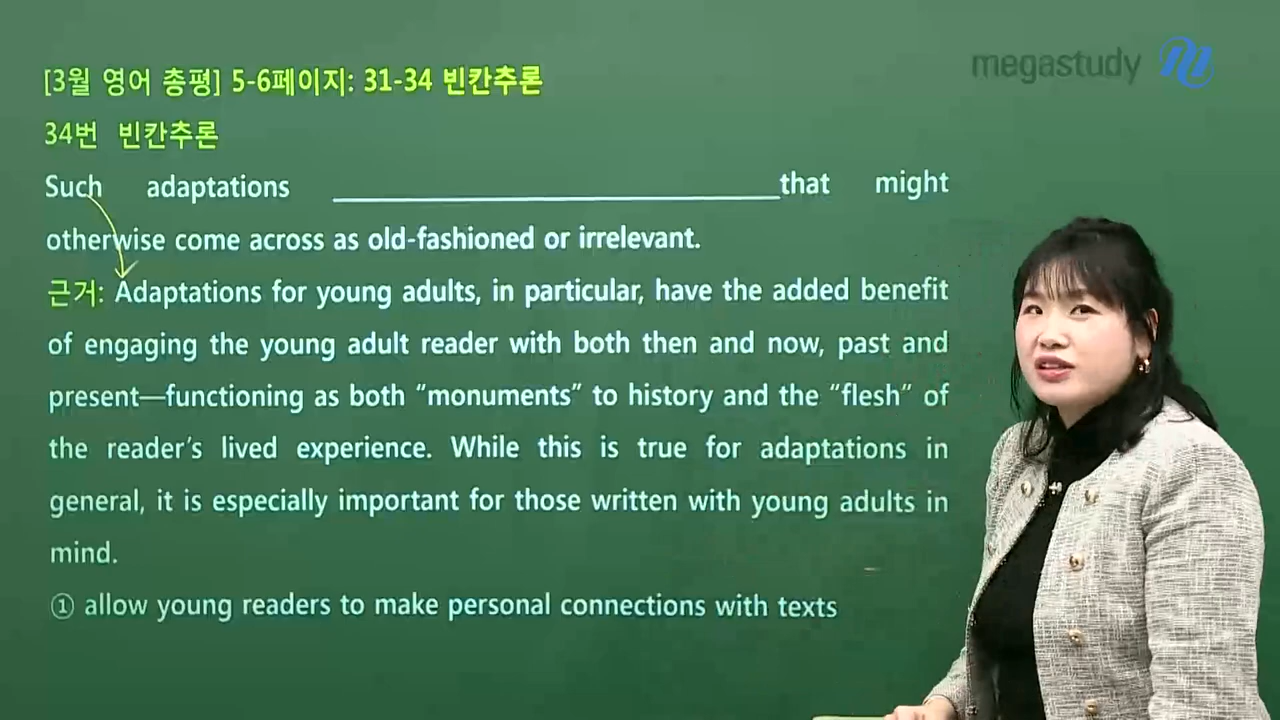 megastudy
[3월 영어 총평] 5-6페이지: 31-34 빈칸추론
34번 빈칸추론
Such adaptations ______________________________that might
otherwise come across as old-fashioned or irrelevant.
근거: Adaptations for young adults, in particular, have the added benefit
of engaging the young adult reader with both then and now, past and
present—functioning as both “monuments” to history and the “flesh” of
the reader’s lived experience. While this is true for adaptations in
general, it is especially important for those written with young adults in
mind.
① allow young readers to make personal connections with texts